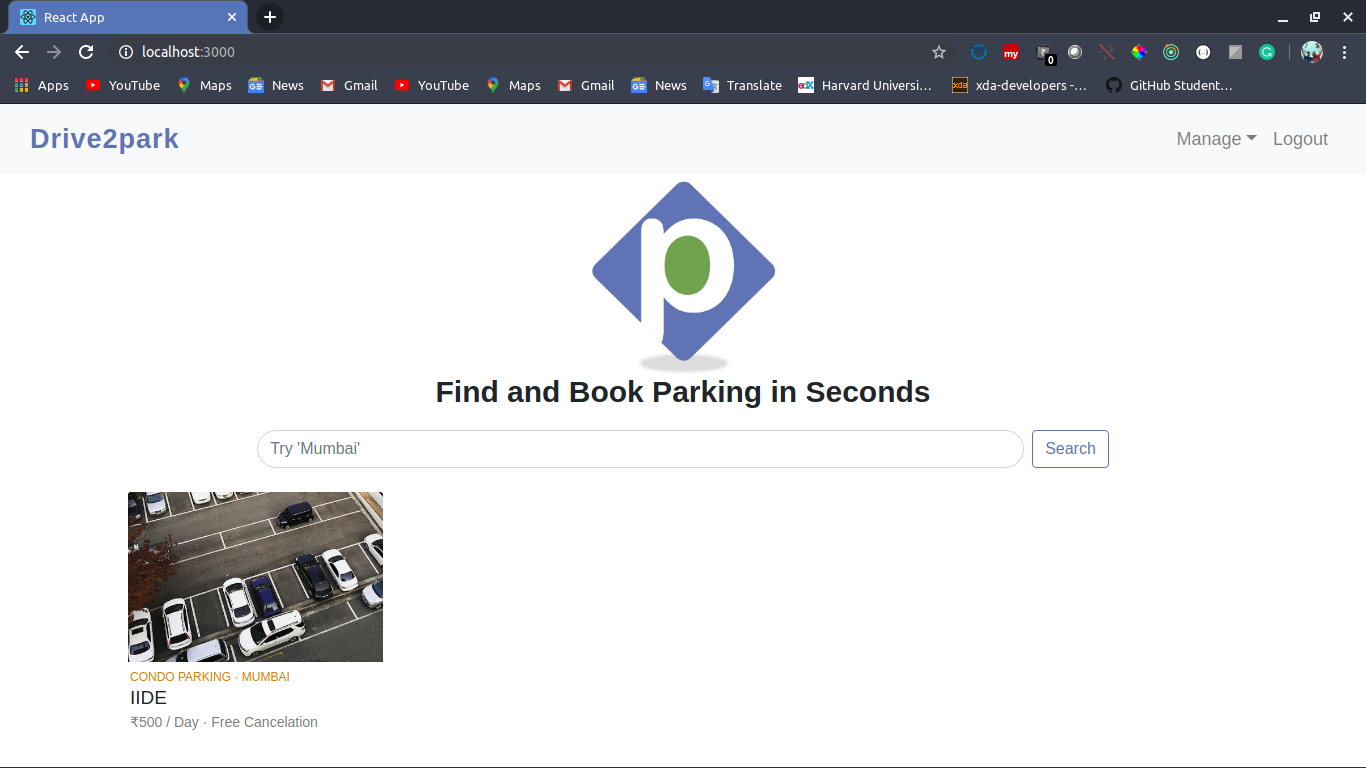 React App
localhost:3000
my
0
Apps YouTube Maps News Gmail YouTube Maps Gmail News Translate edX Harvard Universi... xda xda-developers -... GitHub Student...
Drive2park
Manage Logout
p
Find and Book Parking in Seconds
Try 'Mumbai' Search
CONDO PARKING · MUMBAI
IIDE
₹500 / Day · Free Cancelation